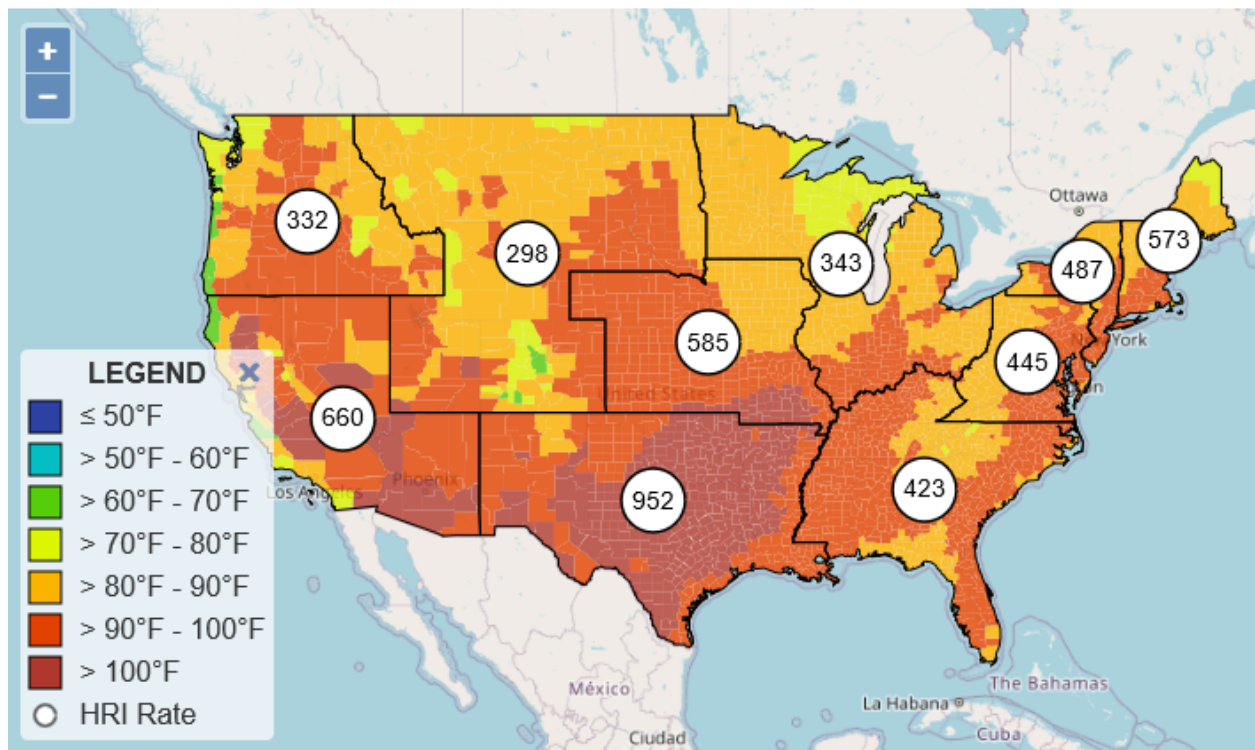 +
−
Ottawa
332
298
343
487
573
585
445
New York
United States
660
Phoenix
Los Angeles
952
423
LEGEND ×
≤ 50°F
> 50°F - 60°F
> 60°F - 70°F
> 70°F - 80°F
> 80°F - 90°F
> 90°F - 100°F
> 100°F
HRI Rate
México
Ciudad
La Habana
The Bahamas
Cuba